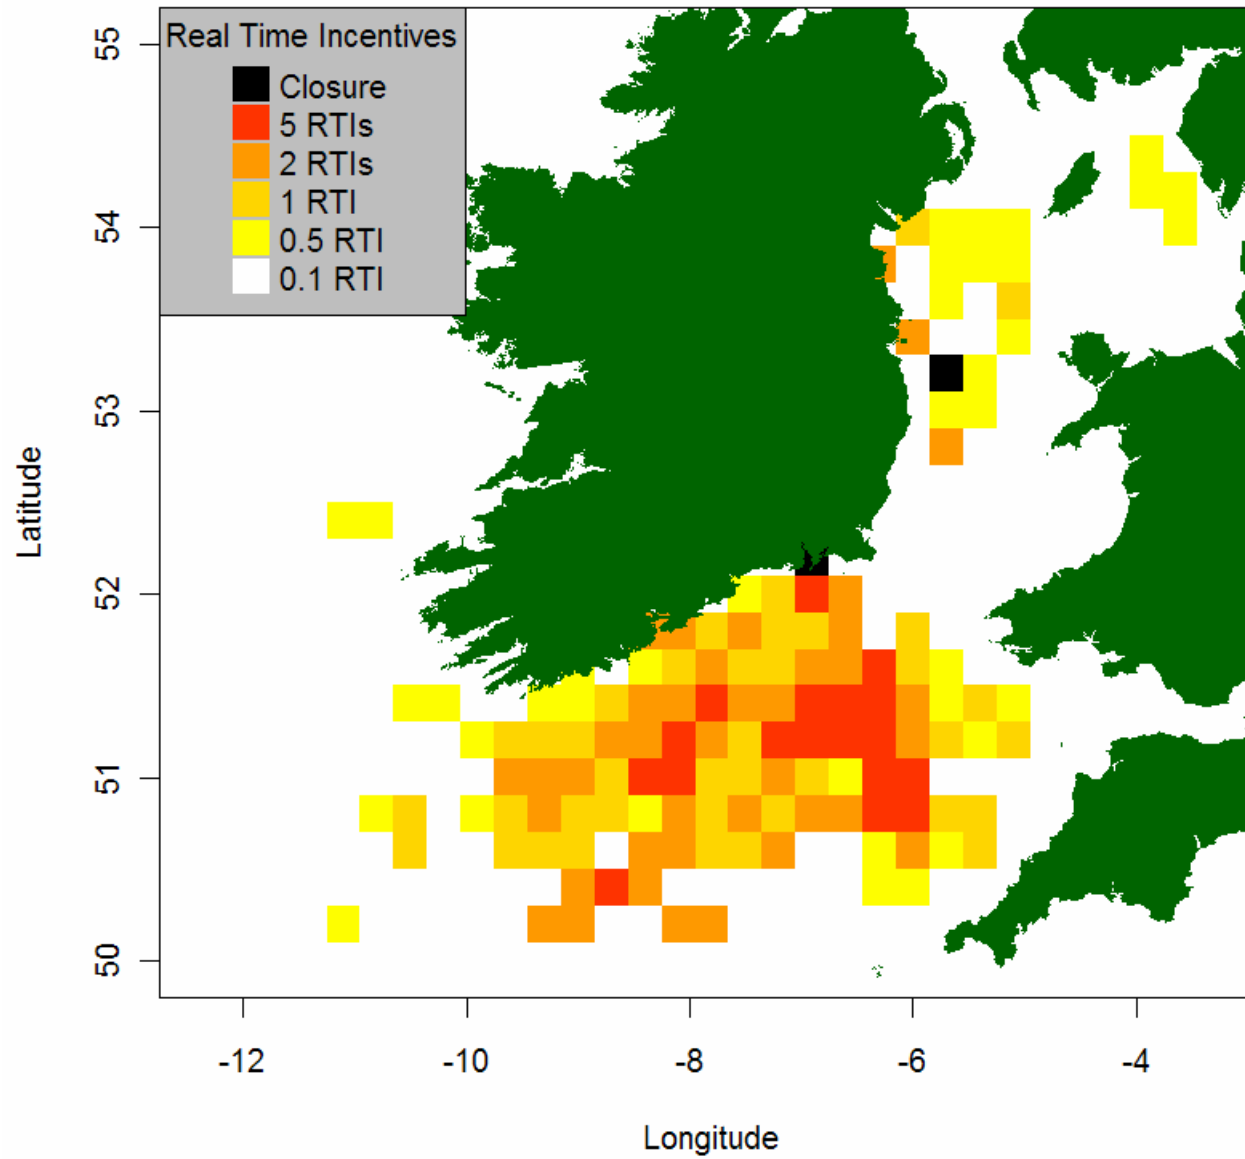 Real Time Incentives
Closure
5 RTIs
2 RTIs
1 RTI
0.5 RTI
0.1 RTI
55
54
53
52
51
50
Latitude
-12 -10 -8 -6 -4
Longitude